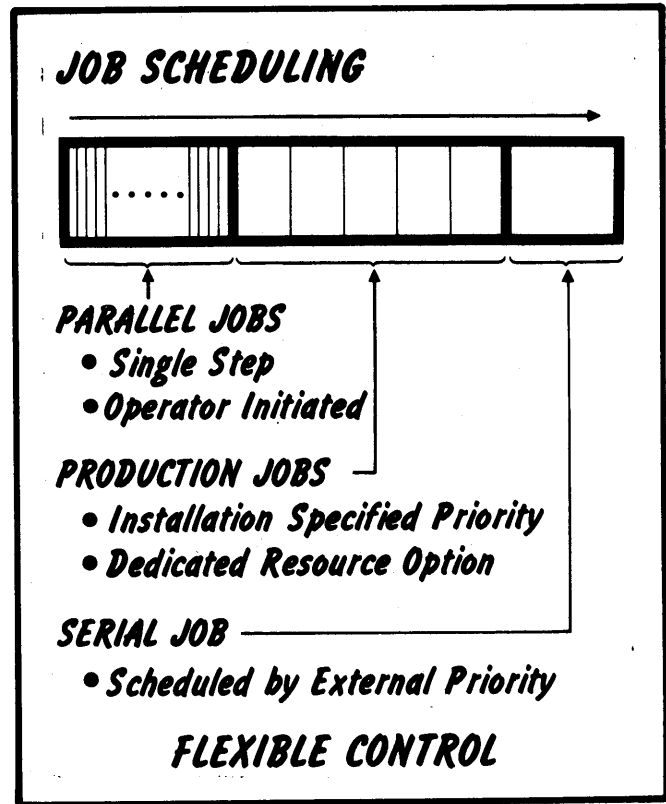 JOB SCHEDULING
PARALLEL JOBS
• Single Step
• Operator Initiated
PRODUCTION JOBS
• Installation Specified Priority
• Dedicated Resource Option
SERIAL JOB
• Scheduled by External Priority
FLEXIBLE CONTROL